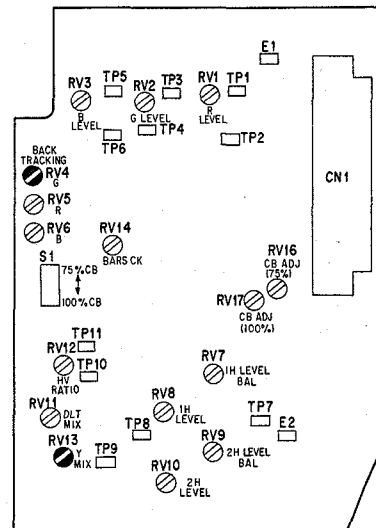 E1
TP5
RV3
RV2
TP3
RV1
TP1
B
LEVEL
G LEVEL
R
LEVEL
TP4
TP6
TP2
BACK
TRACKING
RV4
G
RV5
R
RV6
B
RV14
BARS CK
CN1
S1
75%CB
100%CB
RV16
CB ADJ
(75%)
RV17
CB ADJ
(100%)
TP11
RV12
TP10
HV
RATIO
RV7
1H LEVEL
BAL
RV11
DLT
MIX
RV8
1H
LEVEL
TP7
TP8
E2
RV13
Y
MIX
TP9
RV9
2H LEVEL
BAL
RV10
2H
LEVEL